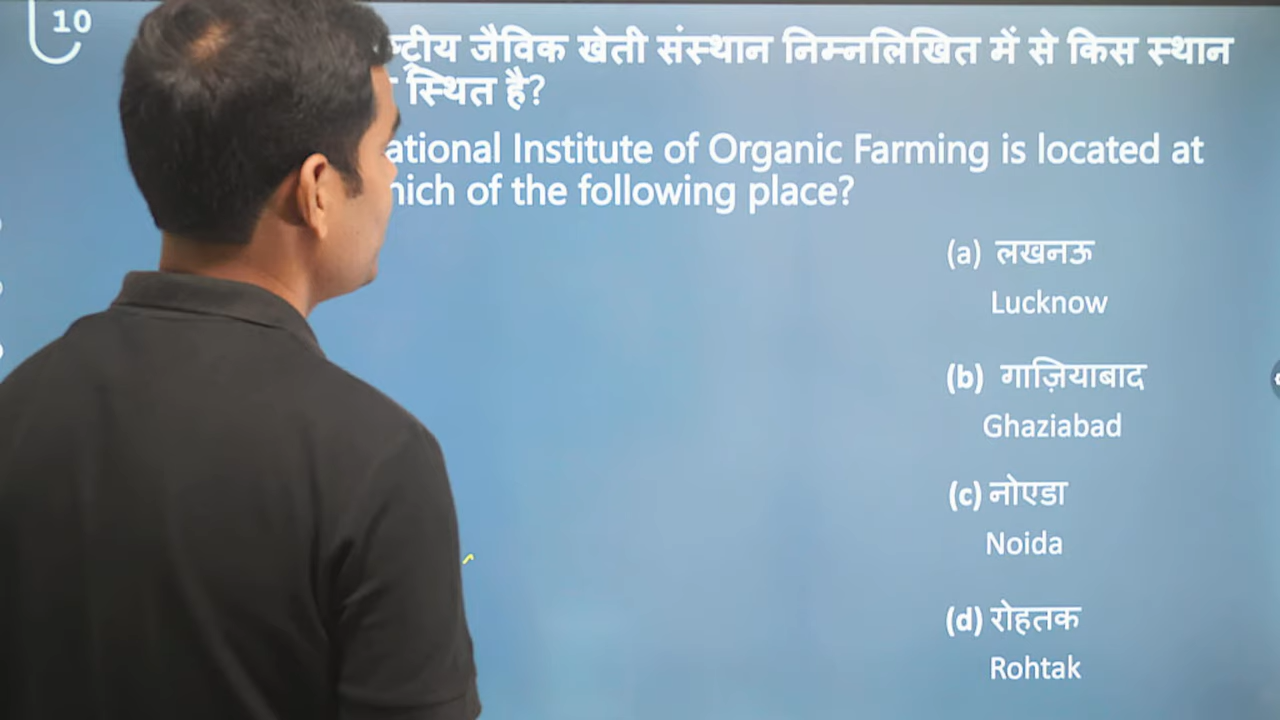 10
ष्ट्रीय जैविक खेती संस्थान निम्नलिखित में से किस स्थान
स्थित है?
ational Institute of Organic Farming is located at
hich of the following place?
(a) लखनऊ
Lucknow
(b) गाज़ियाबाद
Ghaziabad
(c) नोएडा
Noida
(d) रोहतक
Rohtak